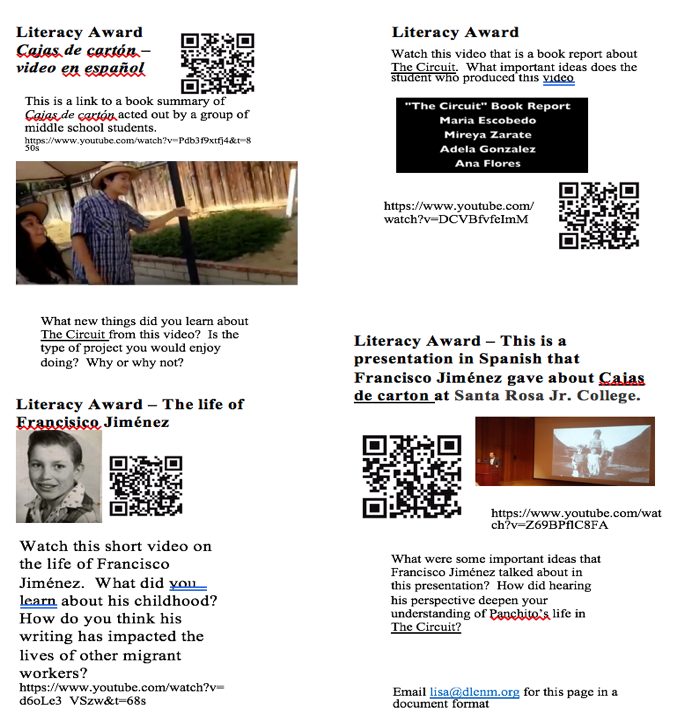 Literacy Award
Cajas de cartón –
video en español
This is a link to a book summary of
Cajas de cartón acted out by a group of
middle school students.
https://www.youtube.com/watch?v=Pdb3f9xtfj4&t=8
50s
What new things did you learn about
The Circuit from this video?  Is the
type of project you would enjoy
doing?  Why or why not?
Literacy Award – The life of
Francisico Jiménez
Watch this short video on
the life of Francisco
Jiménez.  What did you
learn about his childhood?
How do you think his
writing has impacted the
lives of other migrant
workers?
https://www.youtube.com/watch?v=
d6oLe3_VSzw&t=68s
Literacy Award
Watch this video that is a book report about
The Circuit.  What important ideas does the
student who produced this video
"The Circuit" Book Report
Maria Escobedo
Mireya Zarate
Adela Gonzalez
Ana Flores
https://www.youtube.com/
watch?v=DCVBfvfeImM
Literacy Award – This is a
presentation in Spanish that
Francisco Jiménez gave about Cajas
de carton at Santa Rosa Jr. College.
https://www.youtube.com/wat
ch?v=Z69BPflC8FA
What were some important ideas that
Francisco Jiménez talked about in
this presentation?  How did hearing
his perspective deepen your
understanding of Panchito's life in
The Circuit?
Email lisa@dlenm.org for this page in a
document format